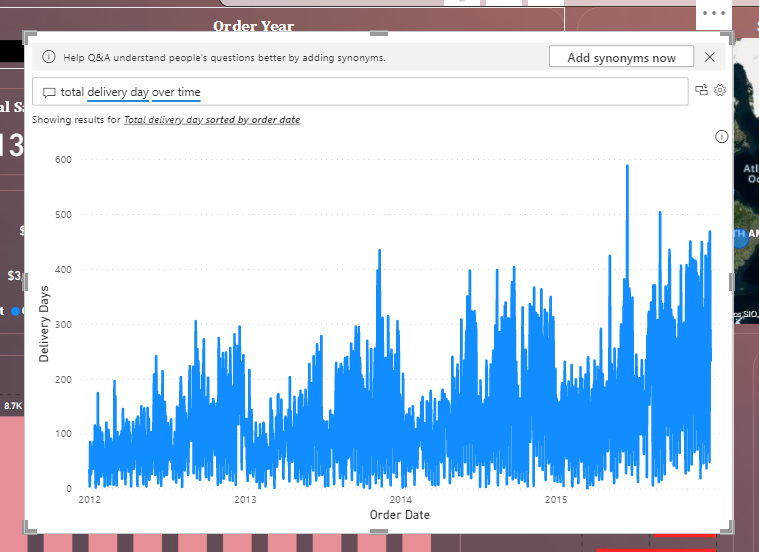 Order Year
Help Q&A understand people's questions better by adding synonyms.
Add synonyms now
total delivery day over time
Showing results for Total delivery day sorted by order date
600
500
400
300
200
100
0
Delivery Days
2012
2013
2014
2015
Order Date
13
$3,
8.7K
Atl